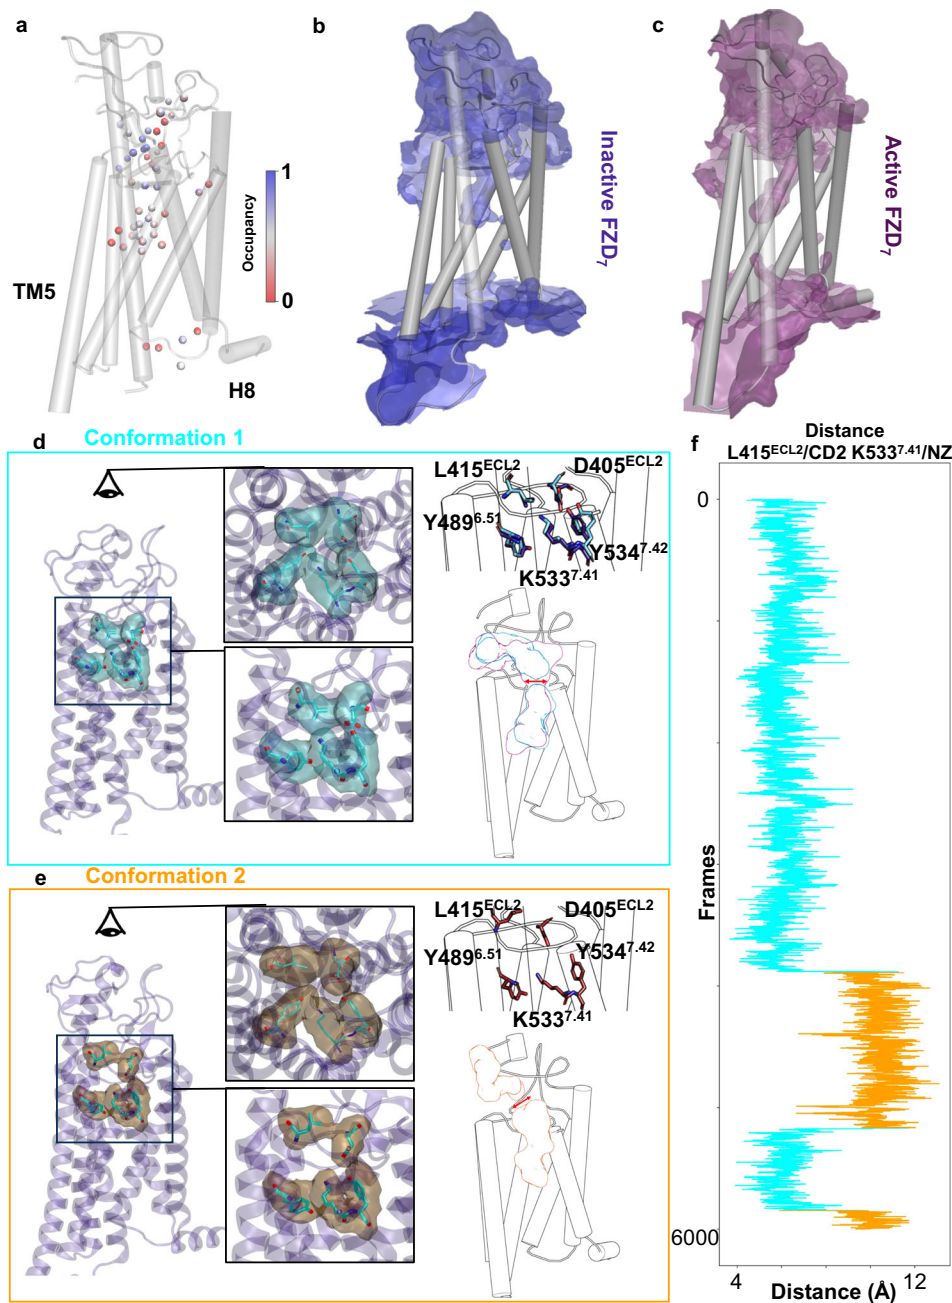 a
TM5
H8
1
Occupancy
0
b
Inactive FZD₇
c
Active FZD₇
d
Conformation 1
L415ᴱᶜᴸ²
D405ᴱᶜᴸ²
Y489⁶·⁵¹
Y534⁷·⁴²
K533⁷·⁴¹
e
Conformation 2
L415ᴱᶜᴸ²
D405ᴱᶜᴸ²
Y489⁶·⁵¹
Y534⁷·⁴²
K533⁷·⁴¹
f
Distance
L415ᴱᶜᴸ²/CD2 K533⁷·⁴¹/NZ
0
Frames
6000
4
12
Distance (Å)